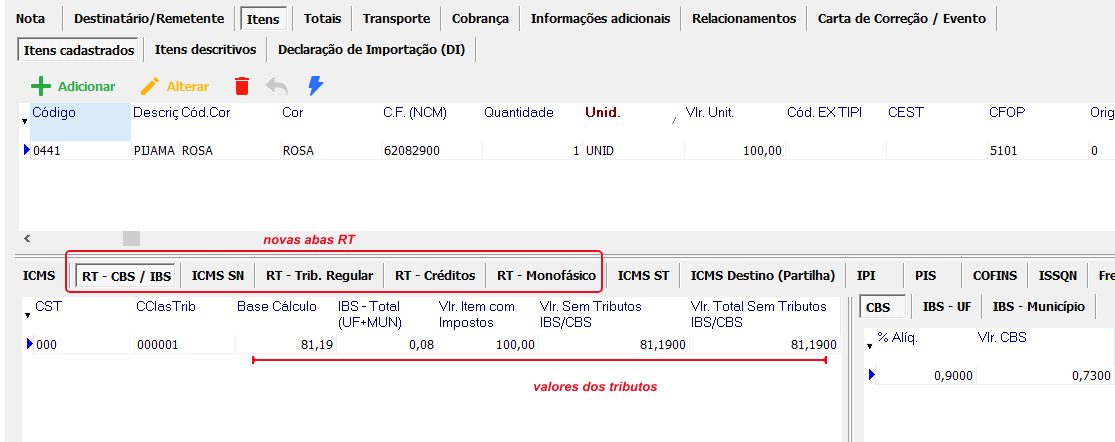 Nota Destinatário/Remetente Itens Totais Transporte Cobrança Informações adicionais Relacionamentos Carta de Correção / Evento
Itens cadastrados Itens descritivos Declaração de Importação (DI)
Adicionar Alterar
Código Descriç Cód.Cor Cor C.F. (NCM) Quantidade Unid. Vlr. Unit. Cód. EX TIPI CEST CFOP Orig
0441 PIJAMA ROSA ROSA 62082900 1 UNID 100,00 5101 0
novas abas RT
ICMS RT - CBS / IBS ICMS SN RT - Trib. Regular RT - Créditos RT - Monofásico ICMS ST ICMS Destino (Partilha) IPI PIS COFINS ISSQN Fre
CST CClasTrib Base Cálculo IBS - Total Vlr. Item com Vlr. Sem Tributos Vlr. Total Sem Tributos
(UF+MUN) Impostos IBS/CBS IBS/CBS
000 000001 81,19 0,08 100,00 81,1900 81,1900
valores dos tributos
CBS IBS - UF IBS - Município
% Alíq. Vlr. CBS
0,9000 0,7300